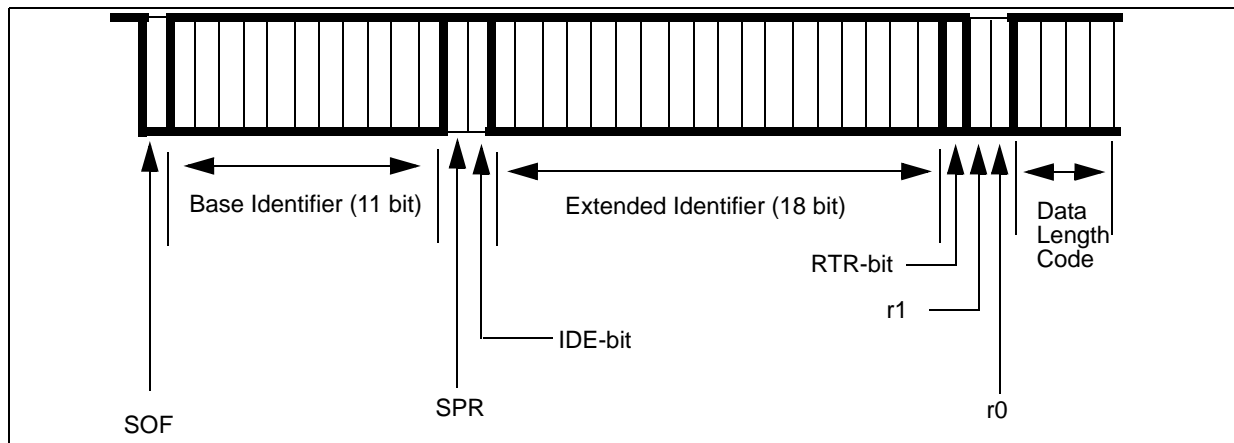 Base Identifier (11 bit)
Extended Identifier (18 bit)
Data
Length
Code
RTR-bit
r1
IDE-bit
SOF
SPR
r0